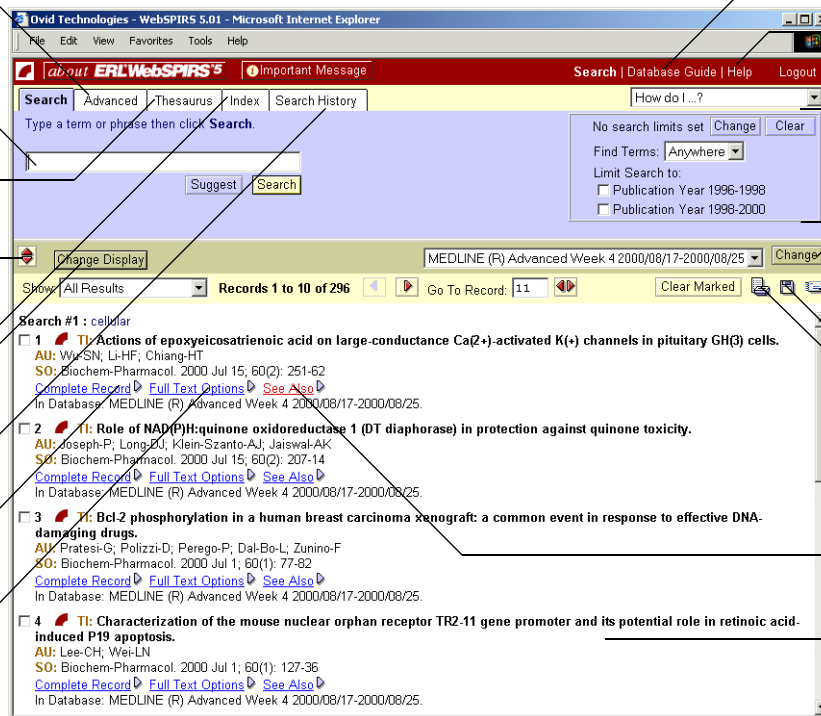 Ovid Technologies - WebSPIRS 5.01 - Microsoft Internet Explorer
File Edit View Favorites Tools Help
about ERL WebSPIRS 5 Important Message Search | Database Guide | Help Logout
Search Advanced Thesaurus Index Search History How do I ...?
Type a term or phrase then click Search.
No search limits set Change Clear
Find Terms: Anywhere
Limit Search to:
Suggest Search
Publication Year 1996-1998
Publication Year 1998-2000
Change Display MEDLINE (R) Advanced Week 4 2000/08/17-2000/08/25 Change
Show: All Results Records 1 to 10 of 296 Go To Record: 11 Clear Marked
Search #1 : cellular
1 TI: Actions of epoxyeicosatrienoic acid on large-conductance Ca(2+)-activated K(+) channels in pituitary GH(3) cells.
AU: Wu-SN; Li-HF; Chiang-HT
SO: Biochem-Pharmacol. 2000 Jul 15; 60(2): 251-62
Complete Record Full Text Options See Also
In Database: MEDLINE (R) Advanced Week 4 2000/08/17-2000/08/25.
2 TI: Role of NAD(P)H:quinone oxidoreductase 1 (DT diaphorase) in protection against quinone toxicity.
AU: Joseph-P; Long-DJ; Klein-Szanto-AJ; Jaiswal-AK
SO: Biochem-Pharmacol. 2000 Jul 15; 60(2): 207-14
Complete Record Full Text Options See Also
In Database: MEDLINE (R) Advanced Week 4 2000/08/17-2000/08/25.
3 TI: Bcl-2 phosphorylation in a human breast carcinoma xenograft: a common event in response to effective DNA-
damaging drugs.
AU: Pratesi-G; Polizzi-D; Perego-P; Dal-Bo-L; Zunino-F
SO: Biochem-Pharmacol. 2000 Jul 1; 60(1): 77-82
Complete Record Full Text Options See Also
In Database: MEDLINE (R) Advanced Week 4 2000/08/17-2000/08/25.
4 TI: Characterization of the mouse nuclear orphan receptor TR2-11 gene promoter and its potential role in retinoic acid-
induced P19 apoptosis.
AU: Lee-CH; Wei-LN
SO: Biochem-Pharmacol. 2000 Jul 1; 60(1): 127-36
Complete Record Full Text Options See Also
In Database: MEDLINE (R) Advanced Week 4 2000/08/17-2000/08/25.